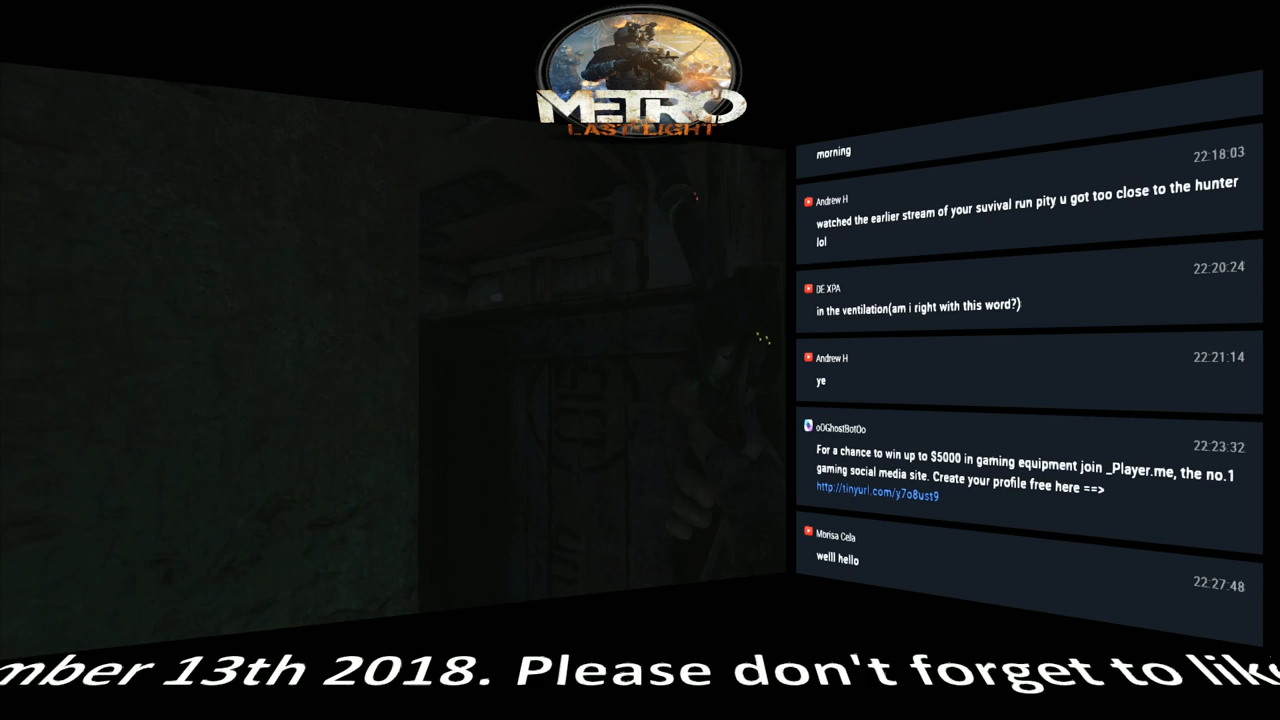 METRO
LAST LIGHT
morning
22:18:03
Andrew H
watched the earlier stream of your suvival run pity u got too close to the hunter
lol
22:20:24
DE XPA
in the ventilation(am i right with this word?)
Andrew H
22:21:14
ye
oOGhostBotOo
22:23:32
For a chance to win up to $5000 in gaming equipment join _Player.me, the no.1
gaming social media site. Create your profile free here ==>
http://tinyurl.com/y7o8ust9
Morisa Cela
welll hello
22:27:48
mber 13th 2018. Please don't forget to lik